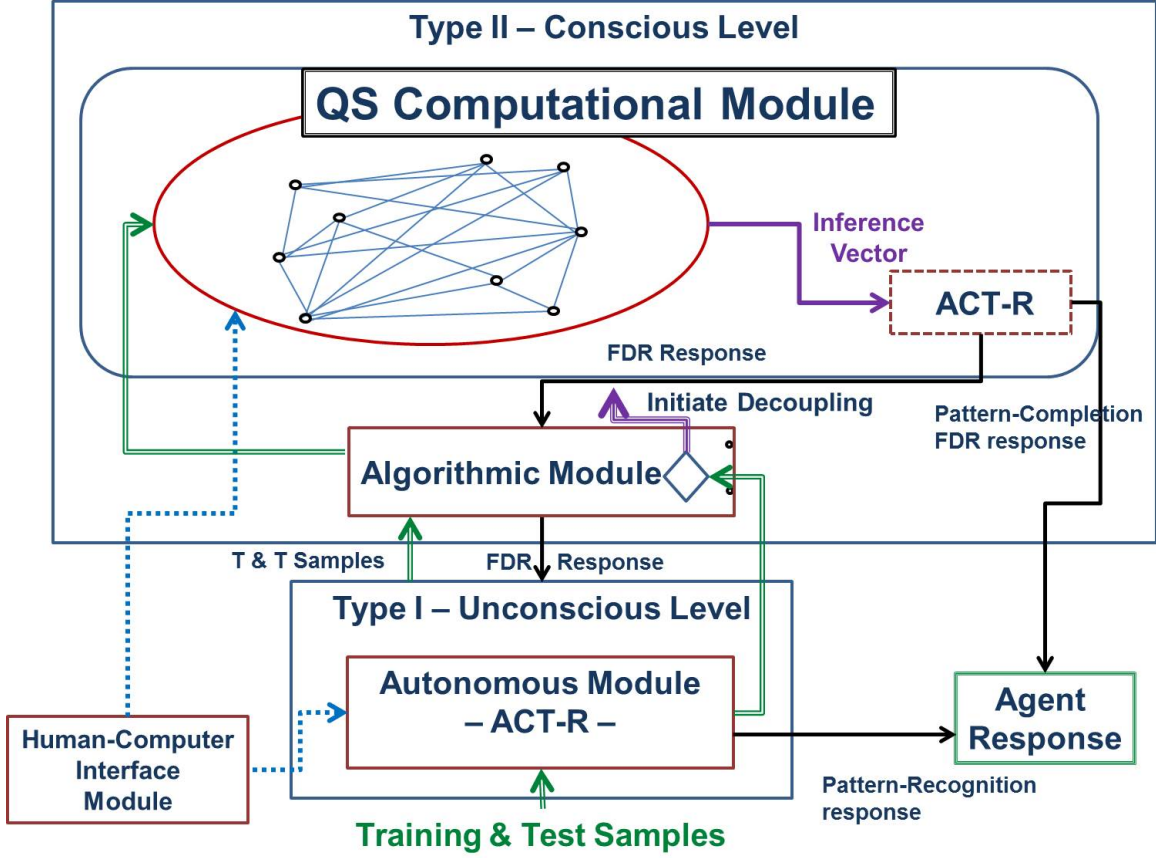 Type II – Conscious Level
QS Computational Module
Inference
Vector
ACT-R
FDR Response
Initiate Decoupling
Pattern-Completion
FDR response
Algorithmic Module
T & T Samples
FDR Response
Type I – Unconscious Level
Autonomous Module
– ACT-R –
Human-Computer
Interface
Module
Agent
Response
Pattern-Recognition
response
Training & Test Samples